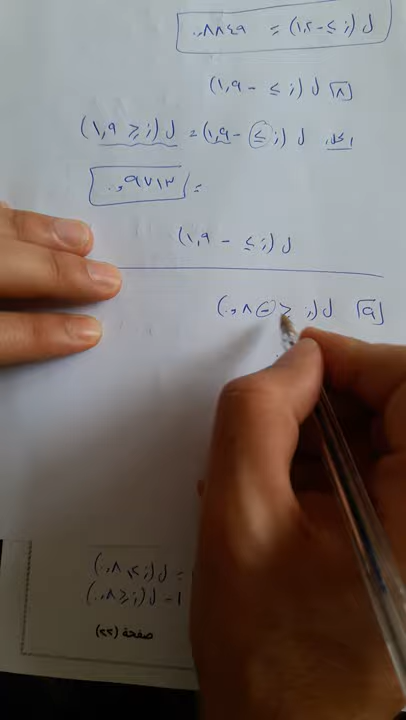 ل (ز ≥ -٢,١) = ٠,٨٨٤٩
[٨] ل (ز ≥ - ١,٩)
الحل ل (ز ≥ - ١,٩) = ل (ز ≤ ١,٩)
= ٠,٩٧١٣
ل (ز ≥ - ١,٩)
[٩] ل (ز > - ٠,٨)
= ل (ز ≥ ٠,٨)
١ - ل (ز ≤ ٠,٨)
صفحة (٢٢)